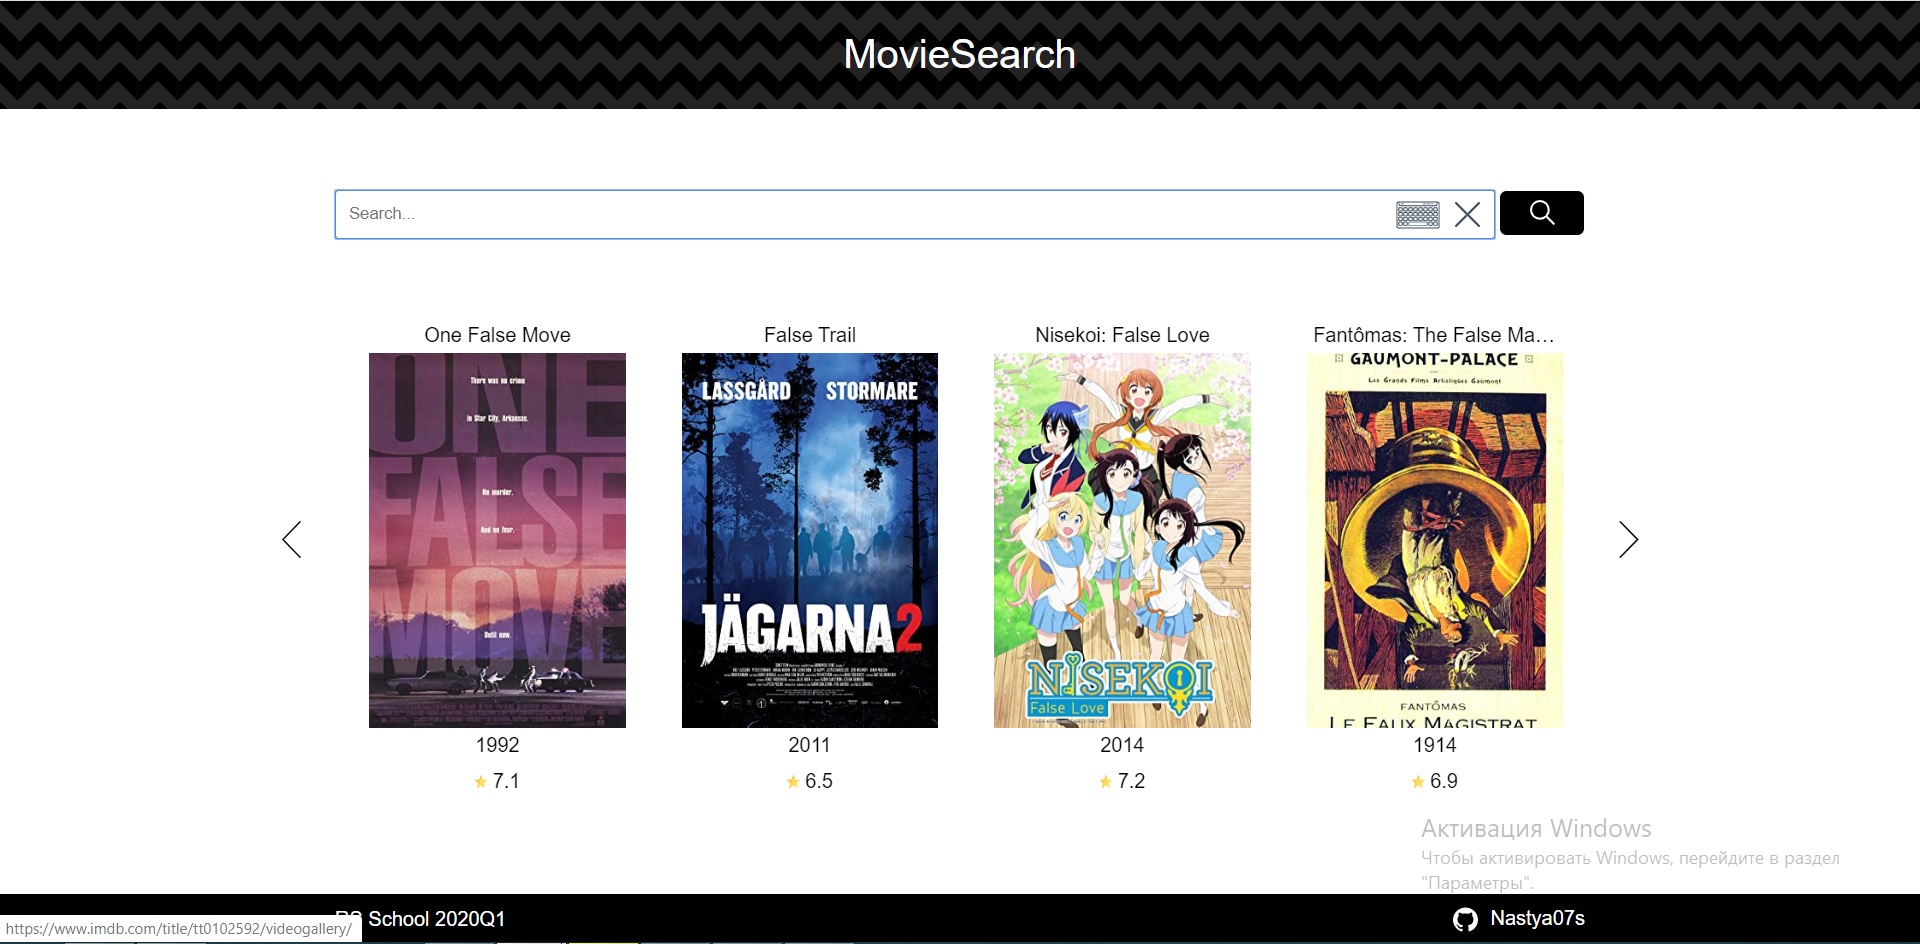 MovieSearch
Search...
One False Move
False Trail
Nisekoi: False Love
Fantômas: The False Ma...
There was no crime
in Star City, Arkansas.
No murder.
And no fear.
Until now.
ONE
FALSE
MOVE
LASSGÅRD STORMARE
JÄGARNA2
NISEKOI
False Love
GAUMONT-PALACE
Les Grands Films Artistiques Gaumont
FANTÔMAS
LE FAUX MAGISTRAT
1992
2011
2014
1914
7.1
6.5
7.2
6.9
Активация Windows
Чтобы активировать Windows, перейдите в раздел
"Параметры".
RS School 2020Q1
Nastya07s
https://www.imdb.com/title/tt0102592/videogallery/